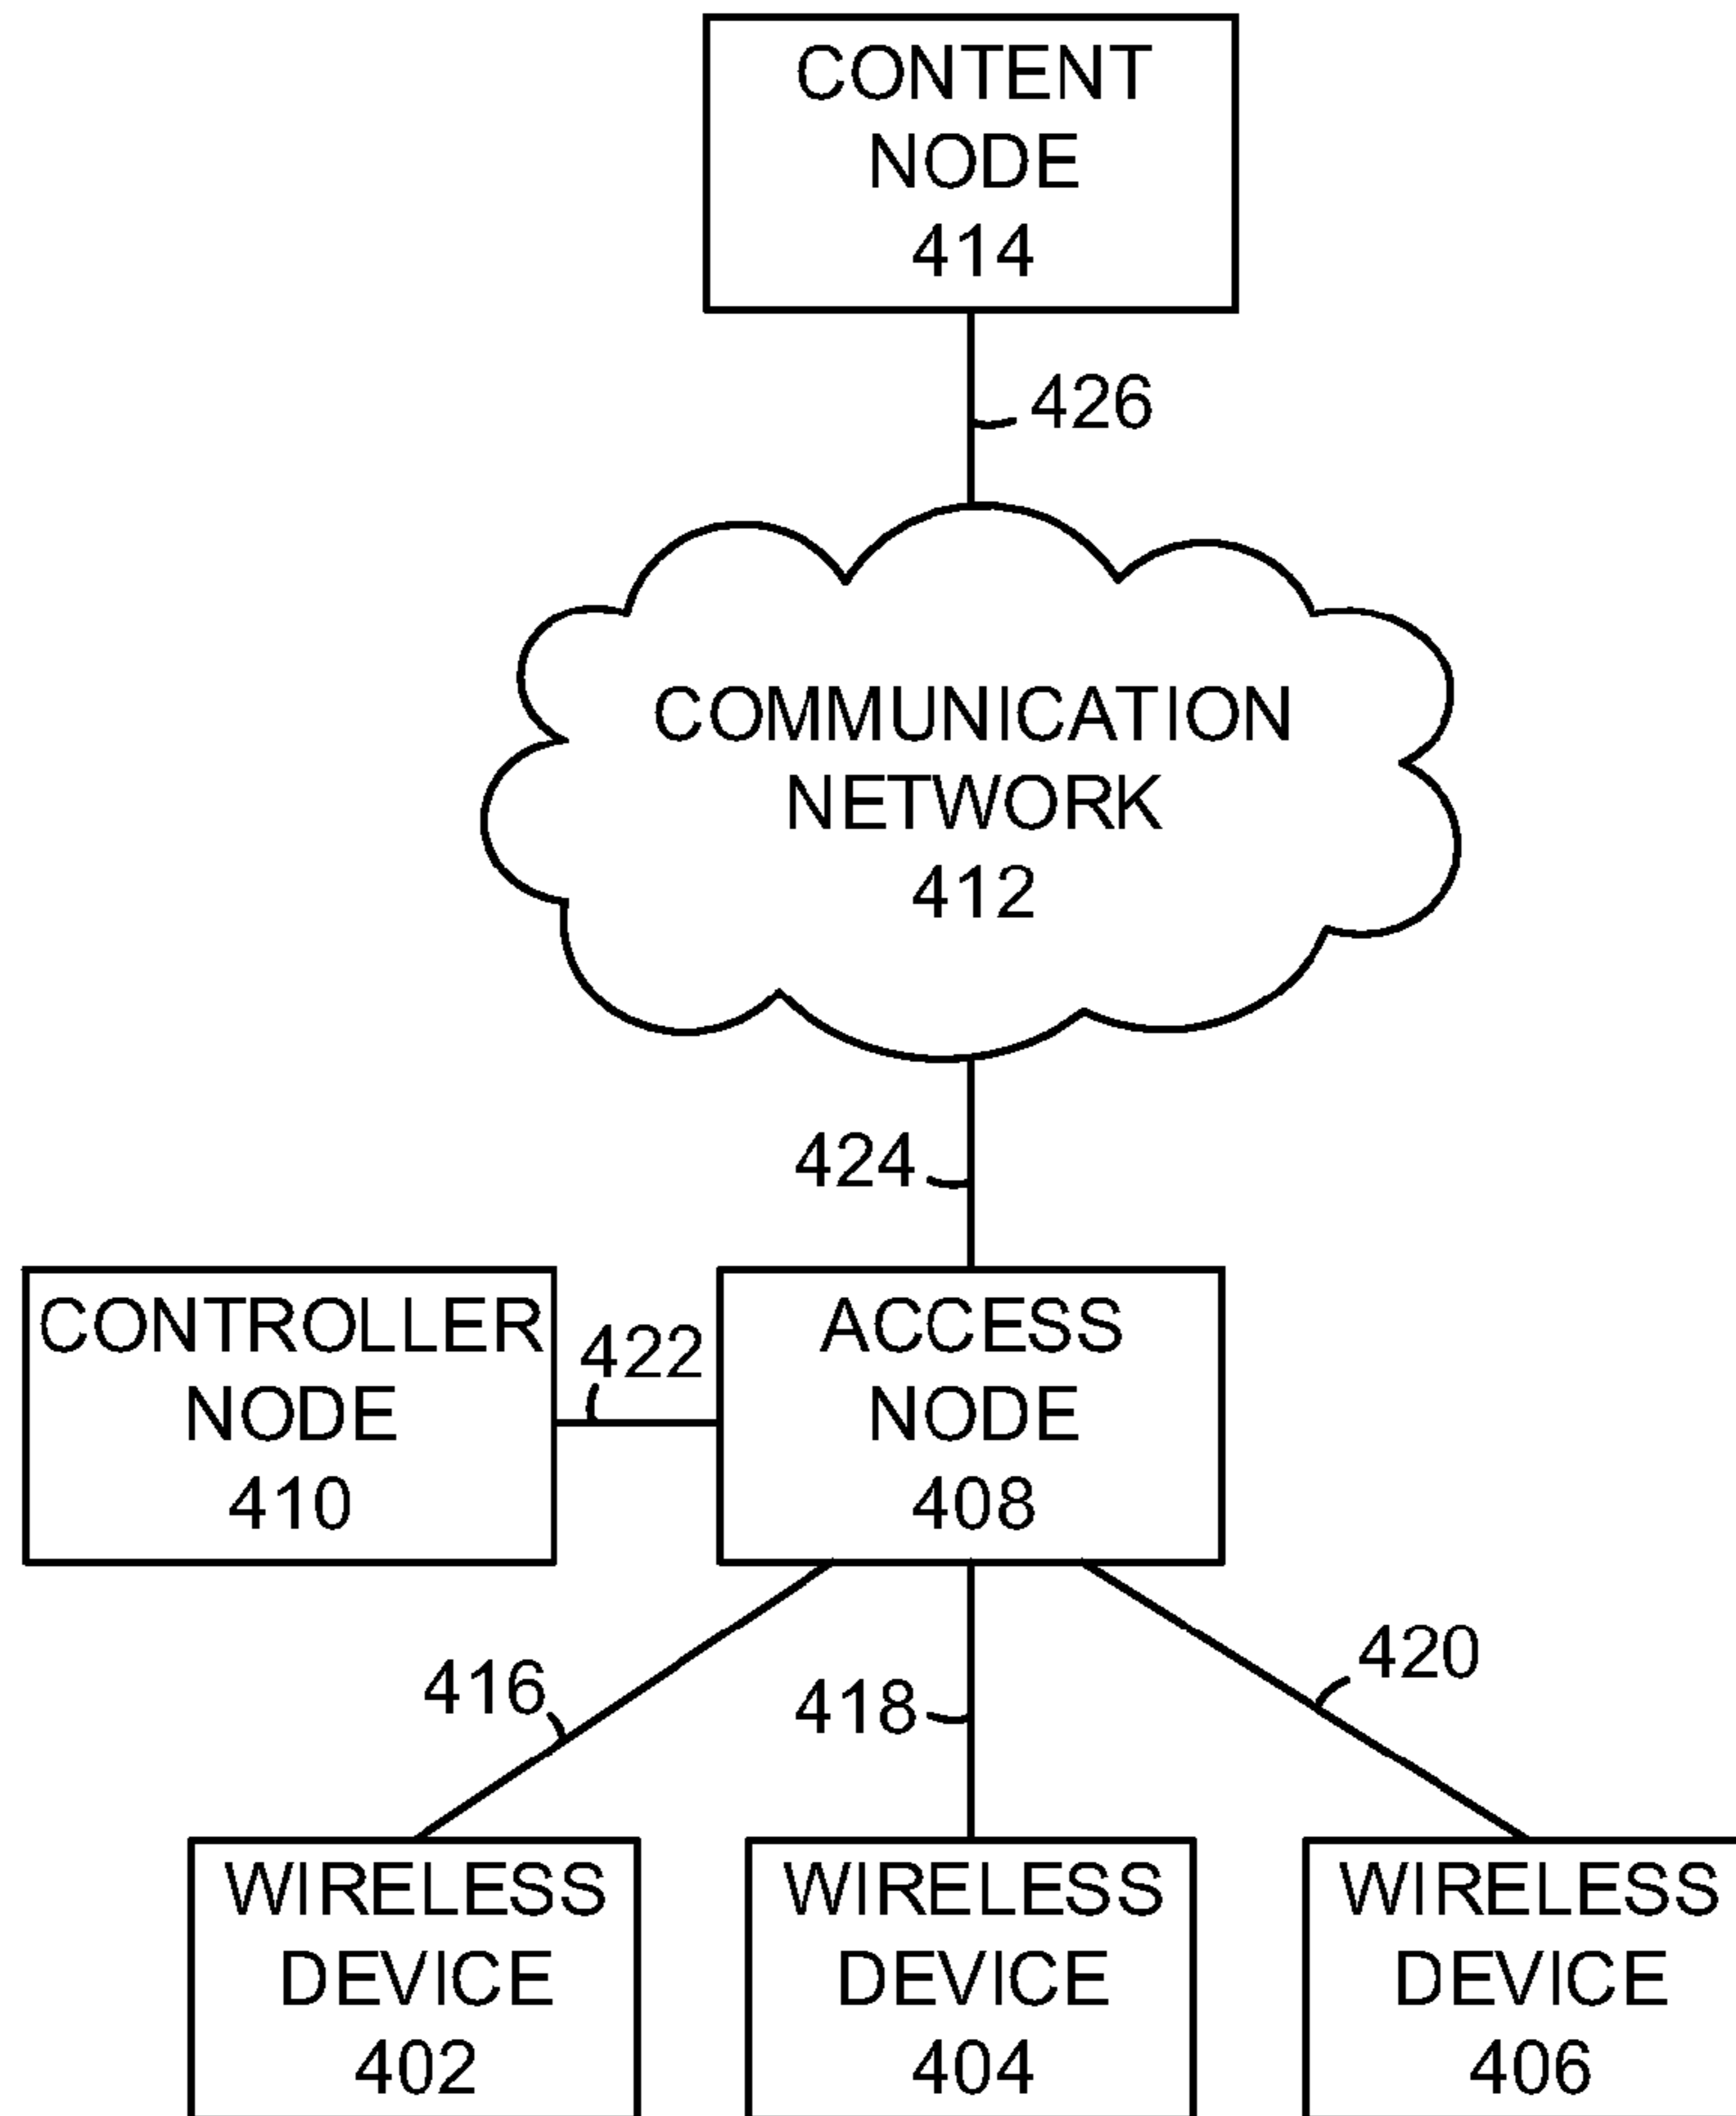 CONTENT
NODE
414
426
COMMUNICATION
NETWORK
412
424
CONTROLLER
NODE
410
422
ACCESS
NODE
408
416
418
420
WIRELESS
DEVICE
402
WIRELESS
DEVICE
404
WIRELESS
DEVICE
406